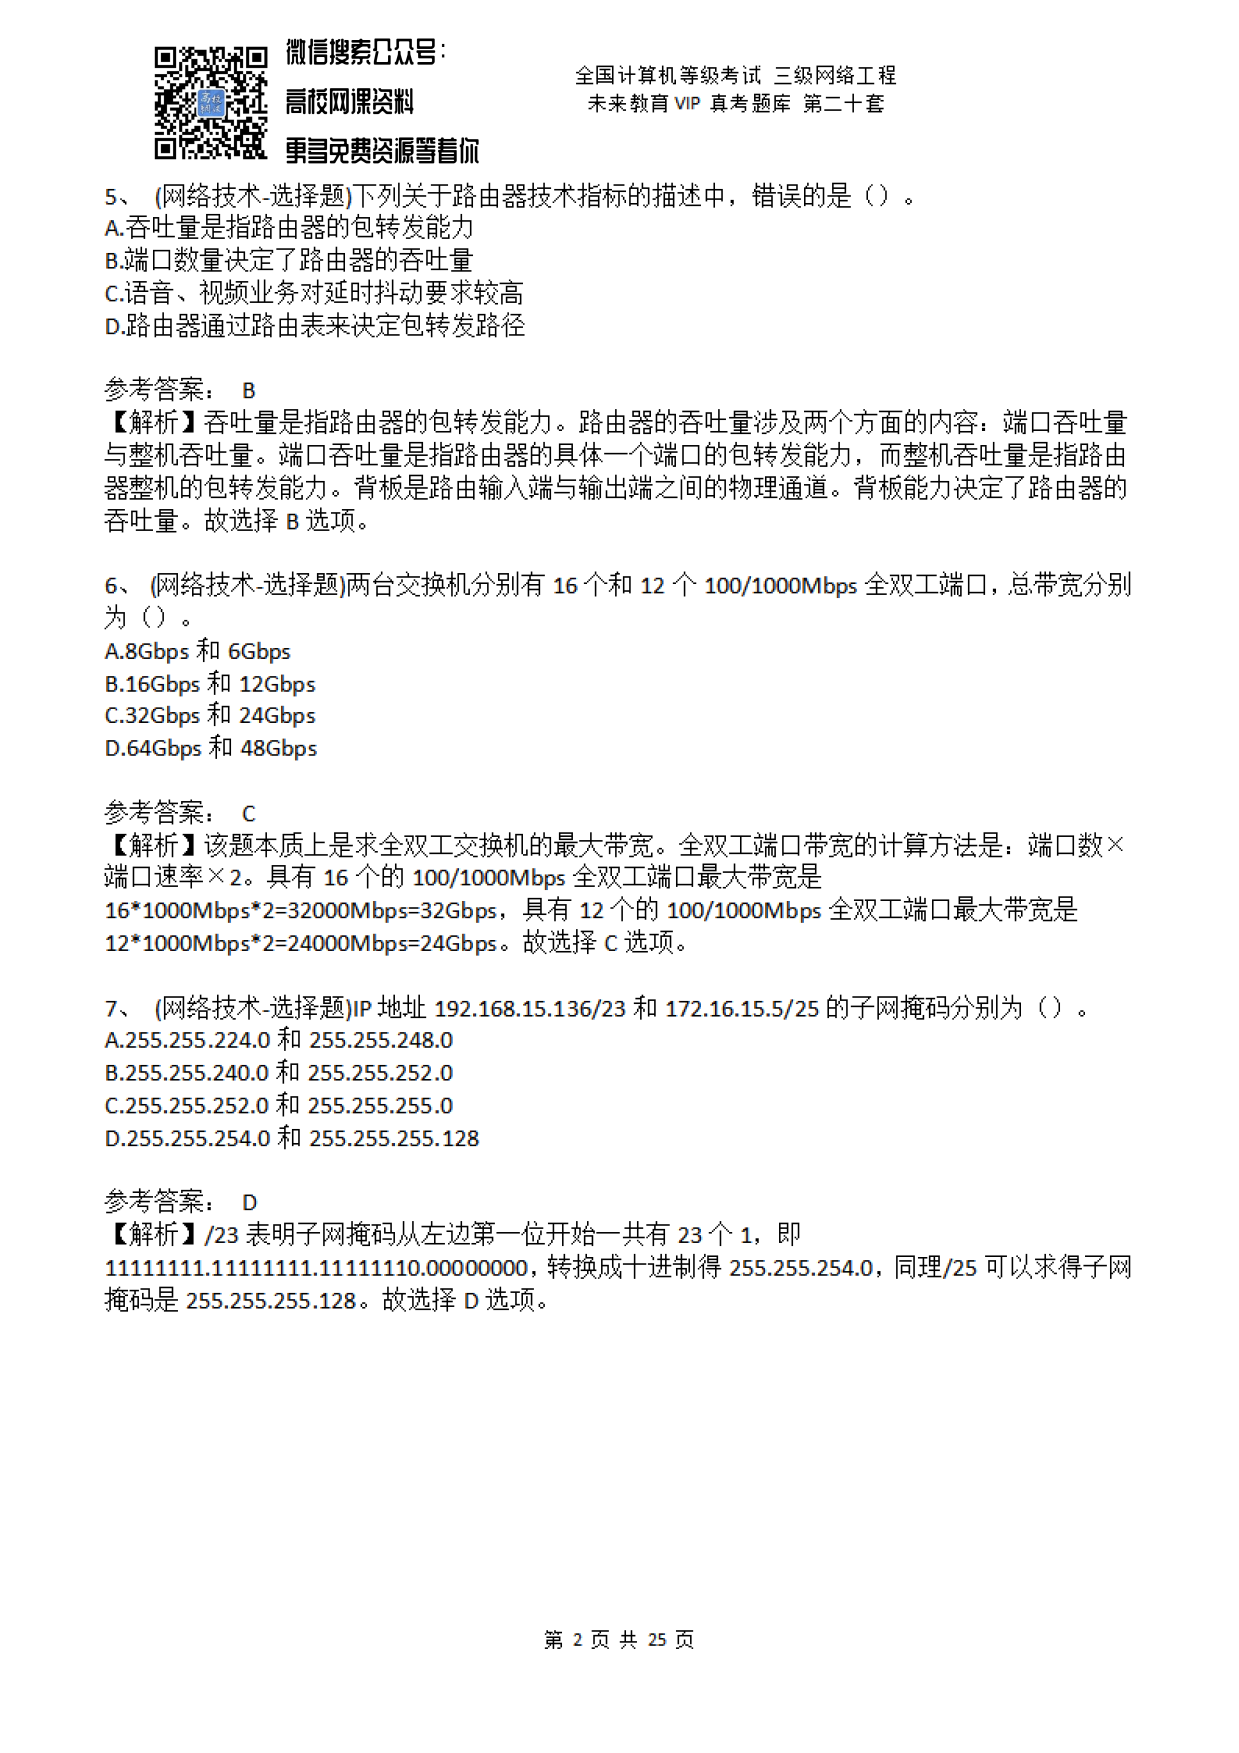 微信搜索公众号：
高校网课资料
更多免费资源等着你
全国计算机等级考试 三级网络工程
未来教育 VIP 真考题库 第二十套
5、 (网络技术-选择题)下列关于路由器技术指标的描述中，错误的是（）。
A.吞吐量是指路由器的包转发能力
B.端口数量决定了路由器的吞吐量
C.语音、视频业务对延时抖动要求较高
D.路由器通过路由表来决定包转发路径
参考答案： B
【解析】吞吐量是指路由器的包转发能力。路由器的吞吐量涉及两个方面的内容：端口吞吐量
与整机吞吐量。端口吞吐量是指路由器的具体一个端口的包转发能力，而整机吞吐量是指路由
器整机的包转发能力。背板是路由输入端与输出端之间的物理通道。背板能力决定了路由器的
吞吐量。故选择 B 选项。
6、 (网络技术-选择题)两台交换机分别有 16 个和 12 个 100/1000Mbps 全双工端口，总带宽分别
为（）。
A.8Gbps 和 6Gbps
B.16Gbps 和 12Gbps
C.32Gbps 和 24Gbps
D.64Gbps 和 48Gbps
参考答案： C
【解析】该题本质上是求全双工交换机的最大带宽。全双工端口带宽的计算方法是：端口数×
端口速率×2。具有 16 个的 100/1000Mbps 全双工端口最大带宽是
16*1000Mbps*2=32000Mbps=32Gbps，具有 12 个的 100/1000Mbps 全双工端口最大带宽是
12*1000Mbps*2=24000Mbps=24Gbps。故选择 C 选项。
7、 (网络技术-选择题)IP 地址 192.168.15.136/23 和 172.16.15.5/25 的子网掩码分别为（）。
A.255.255.224.0 和 255.255.248.0
B.255.255.240.0 和 255.255.252.0
C.255.255.252.0 和 255.255.255.0
D.255.255.254.0 和 255.255.255.128
参考答案： D
【解析】/23 表明子网掩码从左边第一位开始一共有 23 个 1，即
11111111.11111111.11111110.00000000，转换成十进制得 255.255.254.0，同理/25 可以求得子网
掩码是 255.255.255.128。故选择 D 选项。
第 2 页 共 25 页